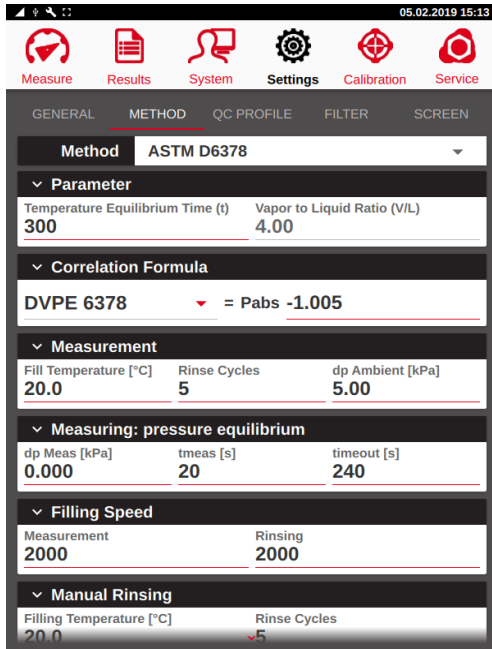 05.02.2019 15:13
Measure Results System Settings Calibration Service
GENERAL METHOD QC PROFILE FILTER SCREEN
Method ASTM D6378
Parameter
Temperature Equilibrium Time (t) Vapor to Liquid Ratio (V/L)
300 4.00
Correlation Formula
DVPE 6378 = Pabs -1.005
Measurement
Fill Temperature [°C] Rinse Cycles dp Ambient [kPa]
20.0 5 5.00
Measuring: pressure equilibrium
dp Meas [kPa] tmeas [s] timeout [s]
0.000 20 240
Filling Speed
Measurement Rinsing
2000 2000
Manual Rinsing
Filling Temperature [°C] Rinse Cycles
20.0 5